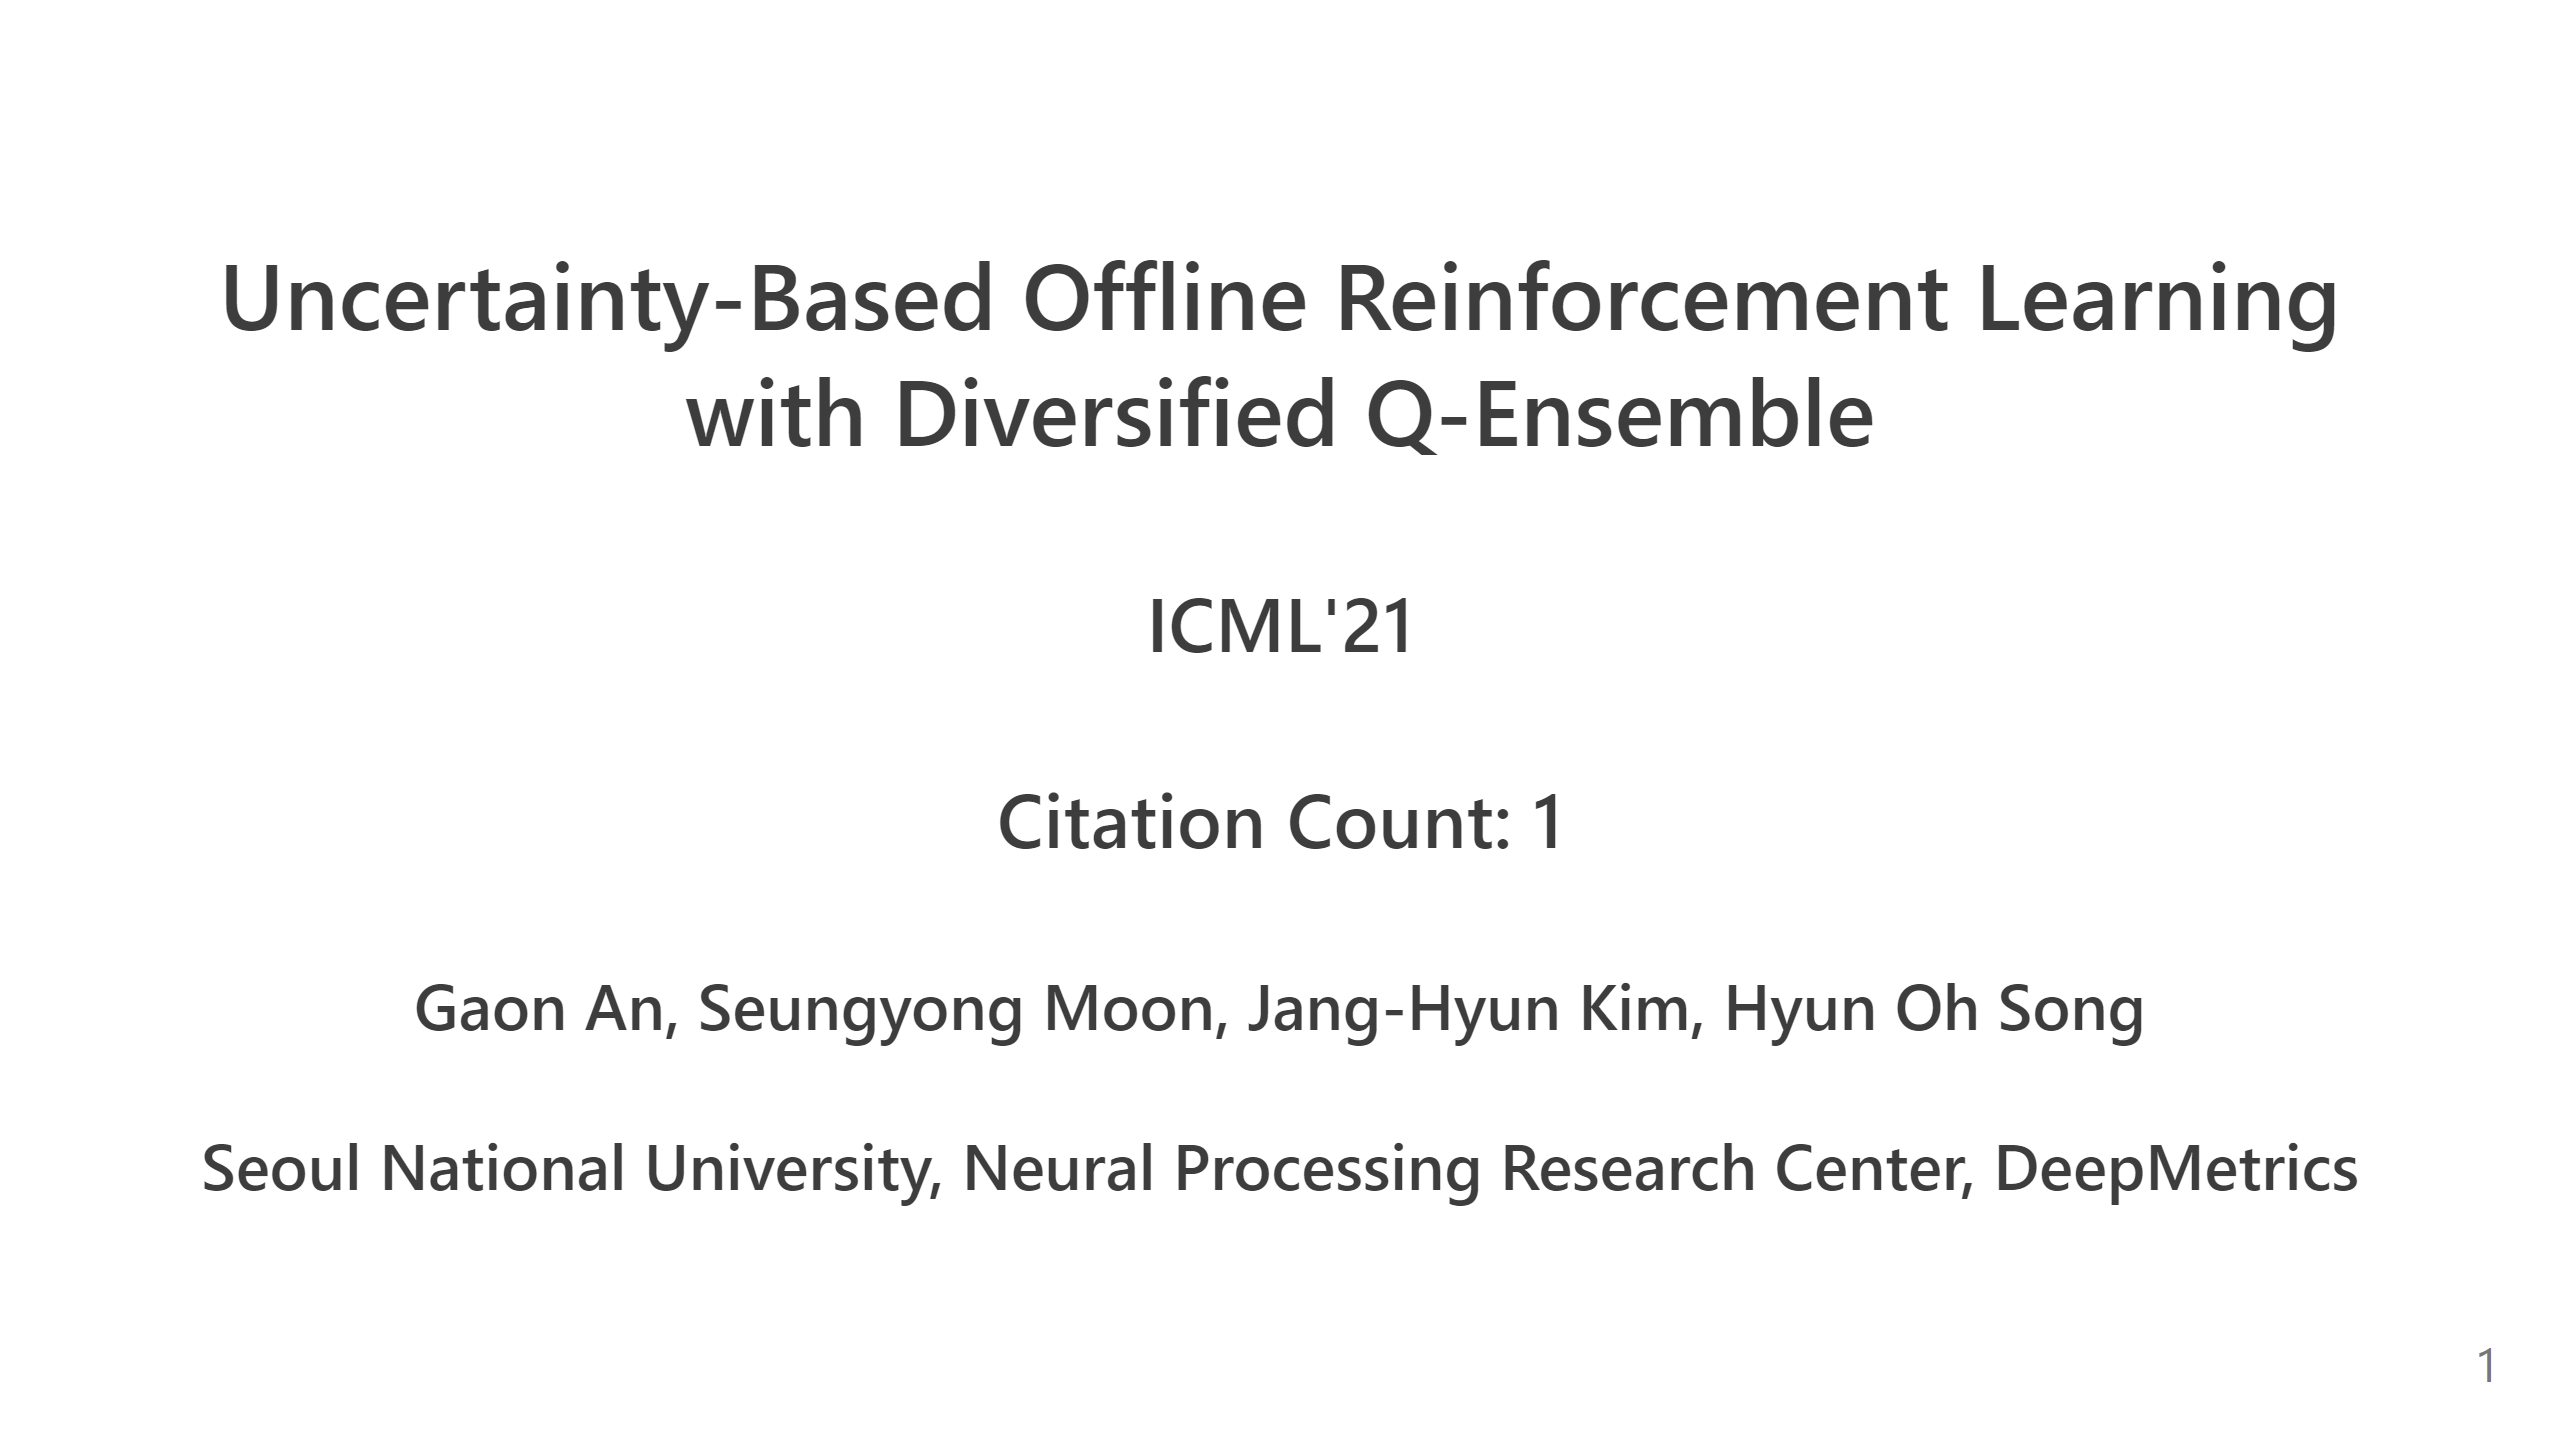 Uncertainty-Based Offline Reinforcement Learning
with Diversified Q-Ensemble
ICML'21
Citation Count: 1
Gaon An, Seungyong Moon, Jang-Hyun Kim, Hyun Oh Song
Seoul National University, Neural Processing Research Center, DeepMetrics
1